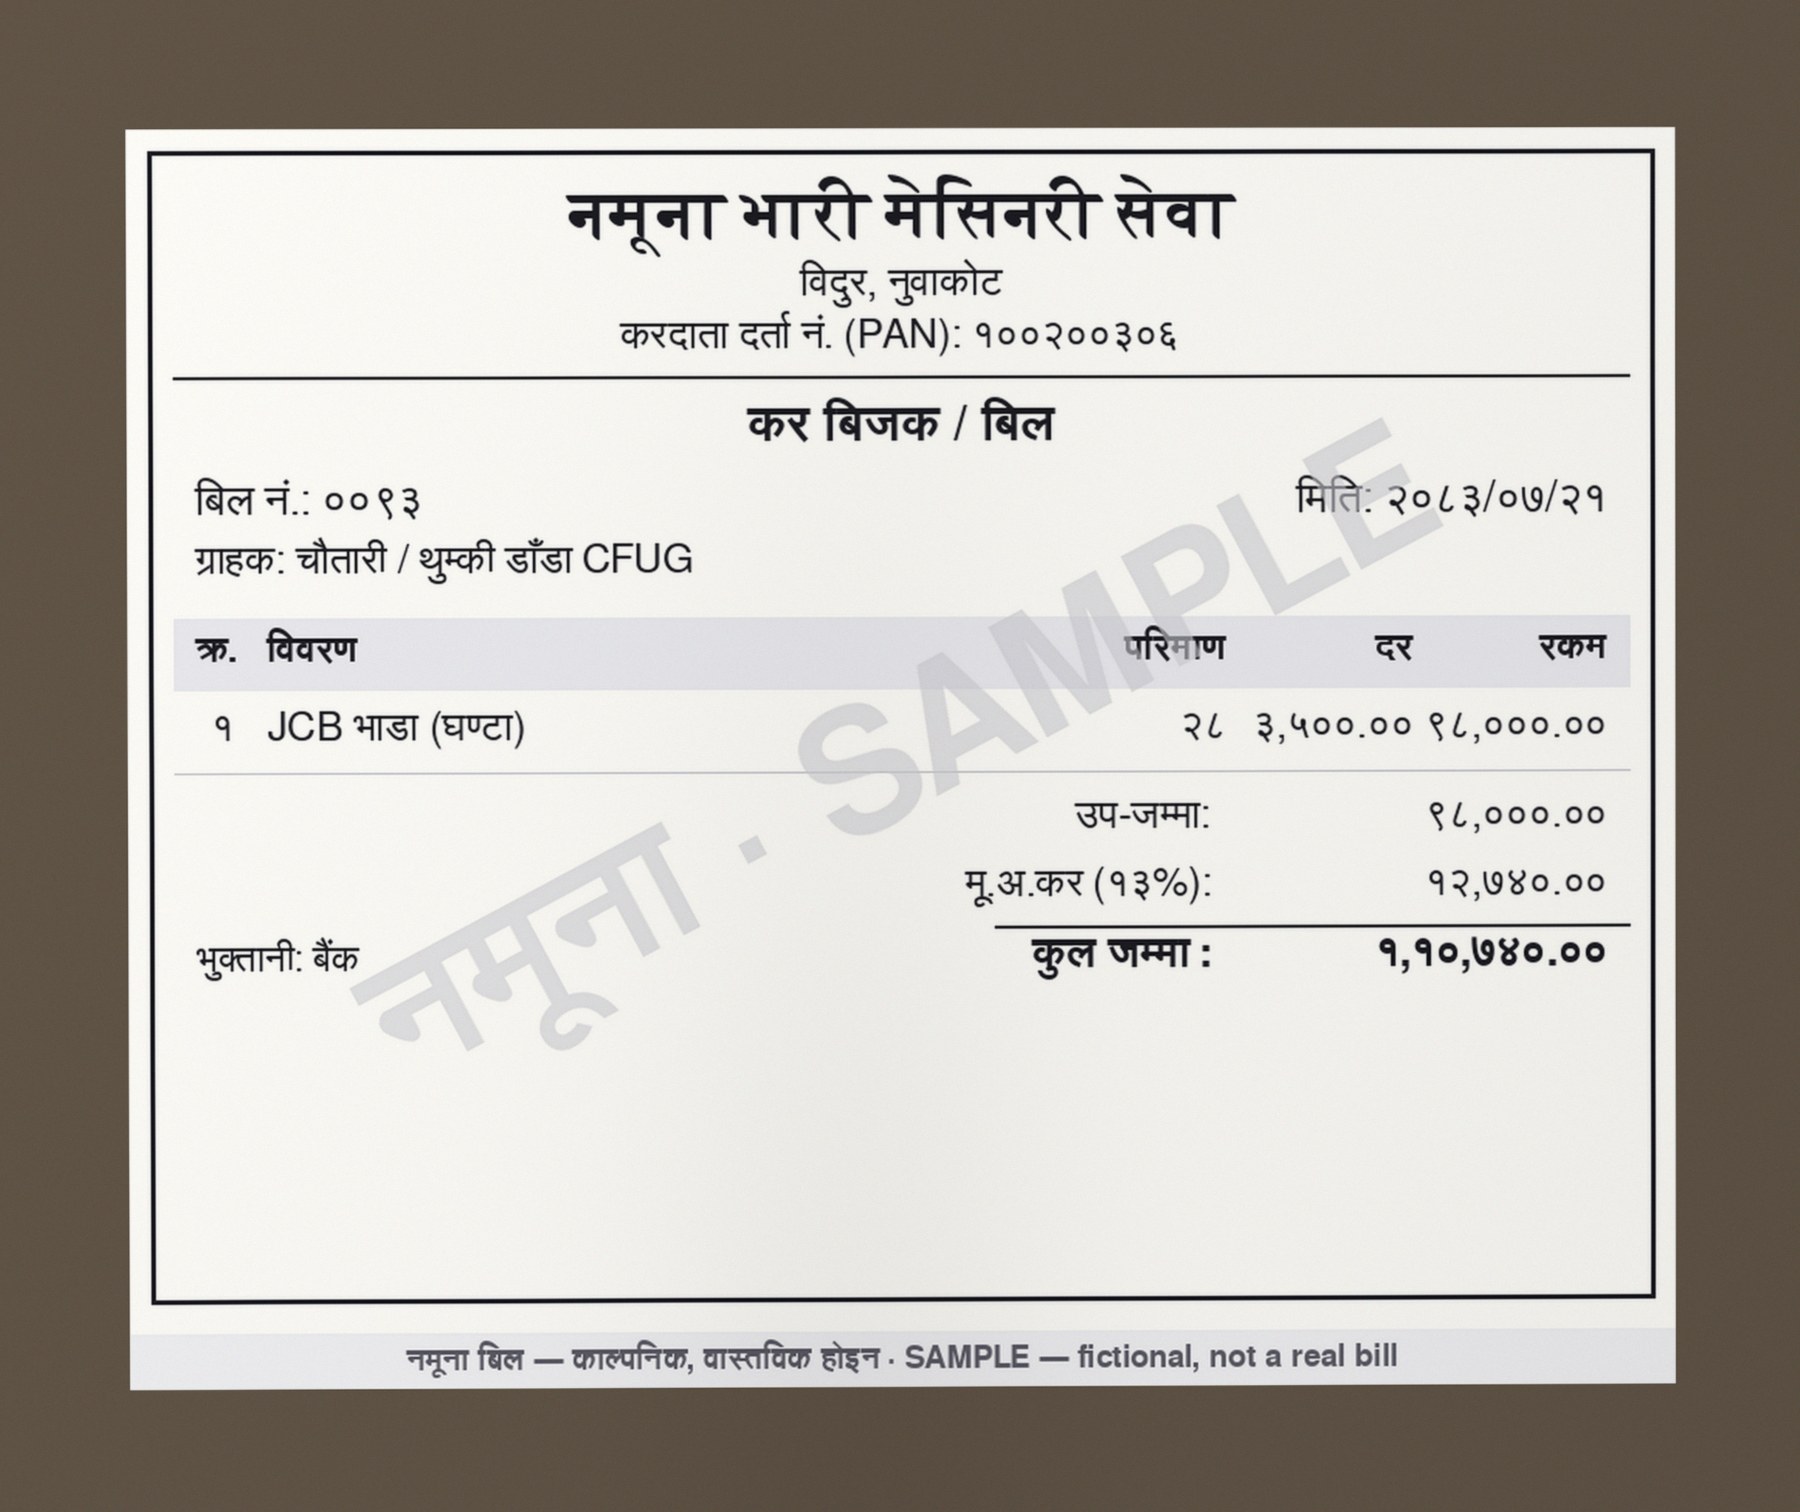 नमूना भारी मेसिनरी सेवा
विदुर, नुवाकोट
करदाता दर्ता नं. (PAN): १००२००३०६
कर बिजक / बिल
बिल नं.: ००९३ मिति: २०८३/०७/२१
ग्राहक: चौतारी / थुम्की डाँडा CFUG
क्र. विवरण परिमाण दर रकम
१ JCB भाडा (घण्टा) २८ ३,५००.०० ९८,०००.००
उप-जम्मा: ९८,०००.००
मू.अ.कर (१३%): १२,७४०.००
भुक्तानी: बैंक कुल जम्मा : १,१०,७४०.००
नमूना · SAMPLE
नमूना बिल — काल्पनिक, वास्तविक होइन · SAMPLE — fictional, not a real bill